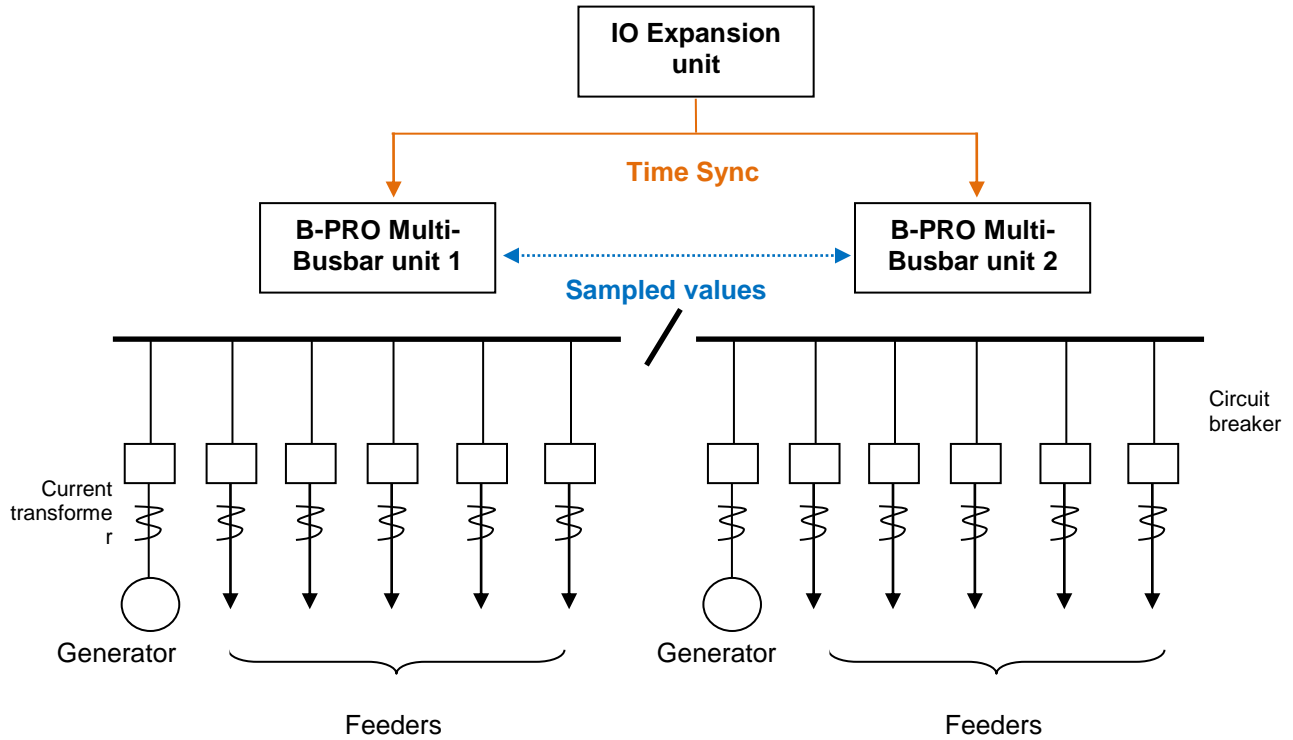 IO Expansion
unit
Time Sync
B-PRO Multi-
Busbar unit 1
B-PRO Multi-
Busbar unit 2
Sampled values
Circuit
breaker
Current
transforme
r
Generator
Generator
Feeders
Feeders